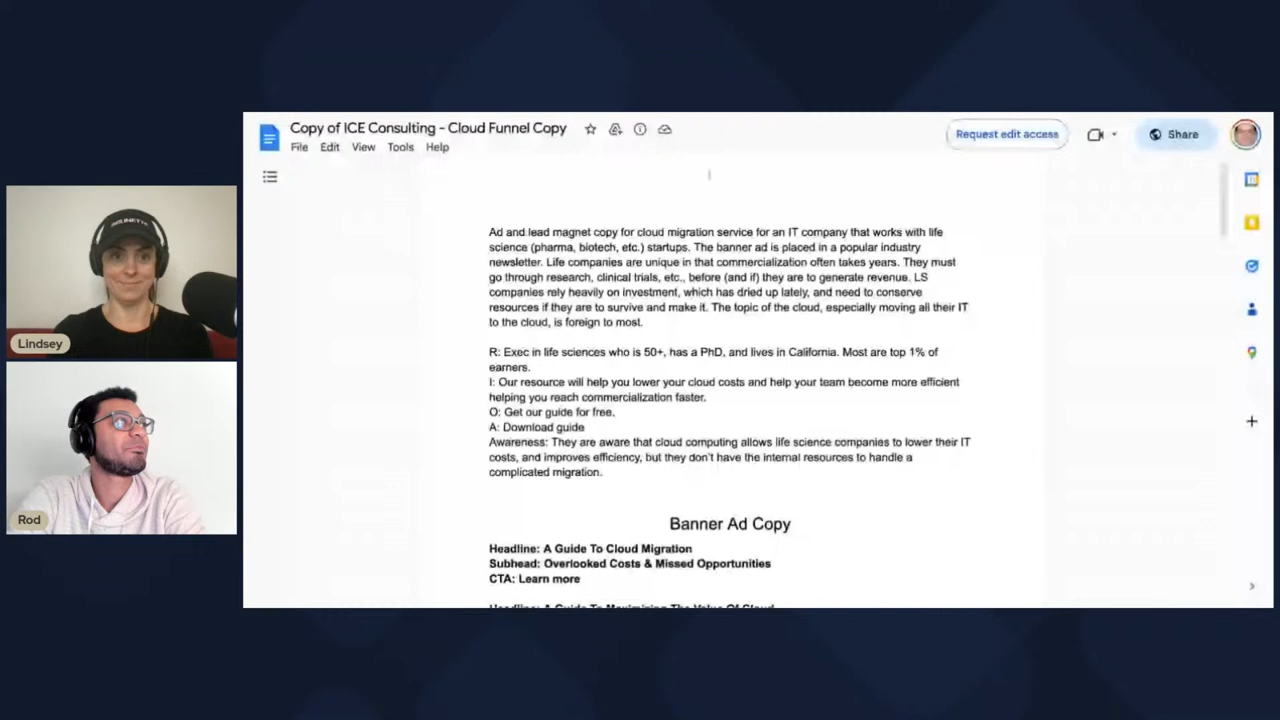 Copy of ICE Consulting - Cloud Funnel Copy
File Edit View Tools Help
Request edit access
Share
Ad and lead magnet copy for cloud migration service for an IT company that works with life
science (pharma, biotech, etc.) startups. The banner ad is placed in a popular industry
newsletter. Life companies are unique in that commercialization often takes years. They must
go through research, clinical trials, etc., before (and if) they are to generate revenue. LS
companies rely heavily on investment, which has dried up lately, and need to conserve
resources if they are to survive and make it. The topic of the cloud, especially moving all their IT
to the cloud, is foreign to most.
R: Exec in life sciences who is 50+, has a PhD, and lives in California. Most are top 1% of
earners.
I: Our resource will help you lower your cloud costs and help your team become more efficient
helping you reach commercialization faster.
O: Get our guide for free.
A: Download guide
Awareness: They are aware that cloud computing allows life science companies to lower their IT
costs, and improves efficiency, but they don't have the internal resources to handle a
complicated migration.
Banner Ad Copy
Headline: A Guide To Cloud Migration
Subhead: Overlooked Costs & Missed Opportunities
CTA: Learn more
Headline: A Guide To Maximizing The Value Of Cloud
Lindsey
Rod